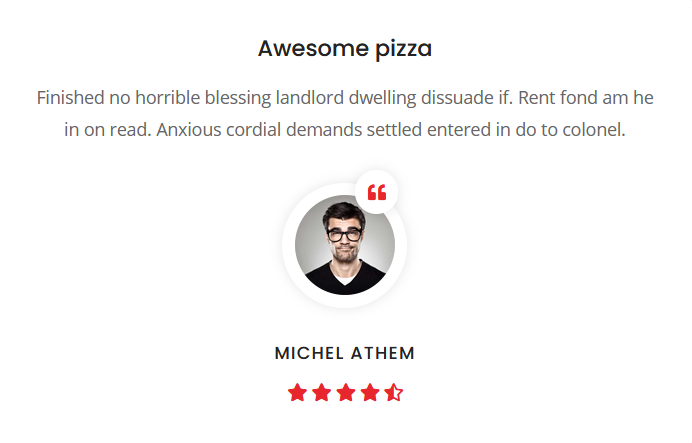 Awesome pizza
Finished no horrible blessing landlord dwelling dissuade if. Rent fond am he
in on read. Anxious cordial demands settled entered in do to colonel.
MICHEL ATHEM